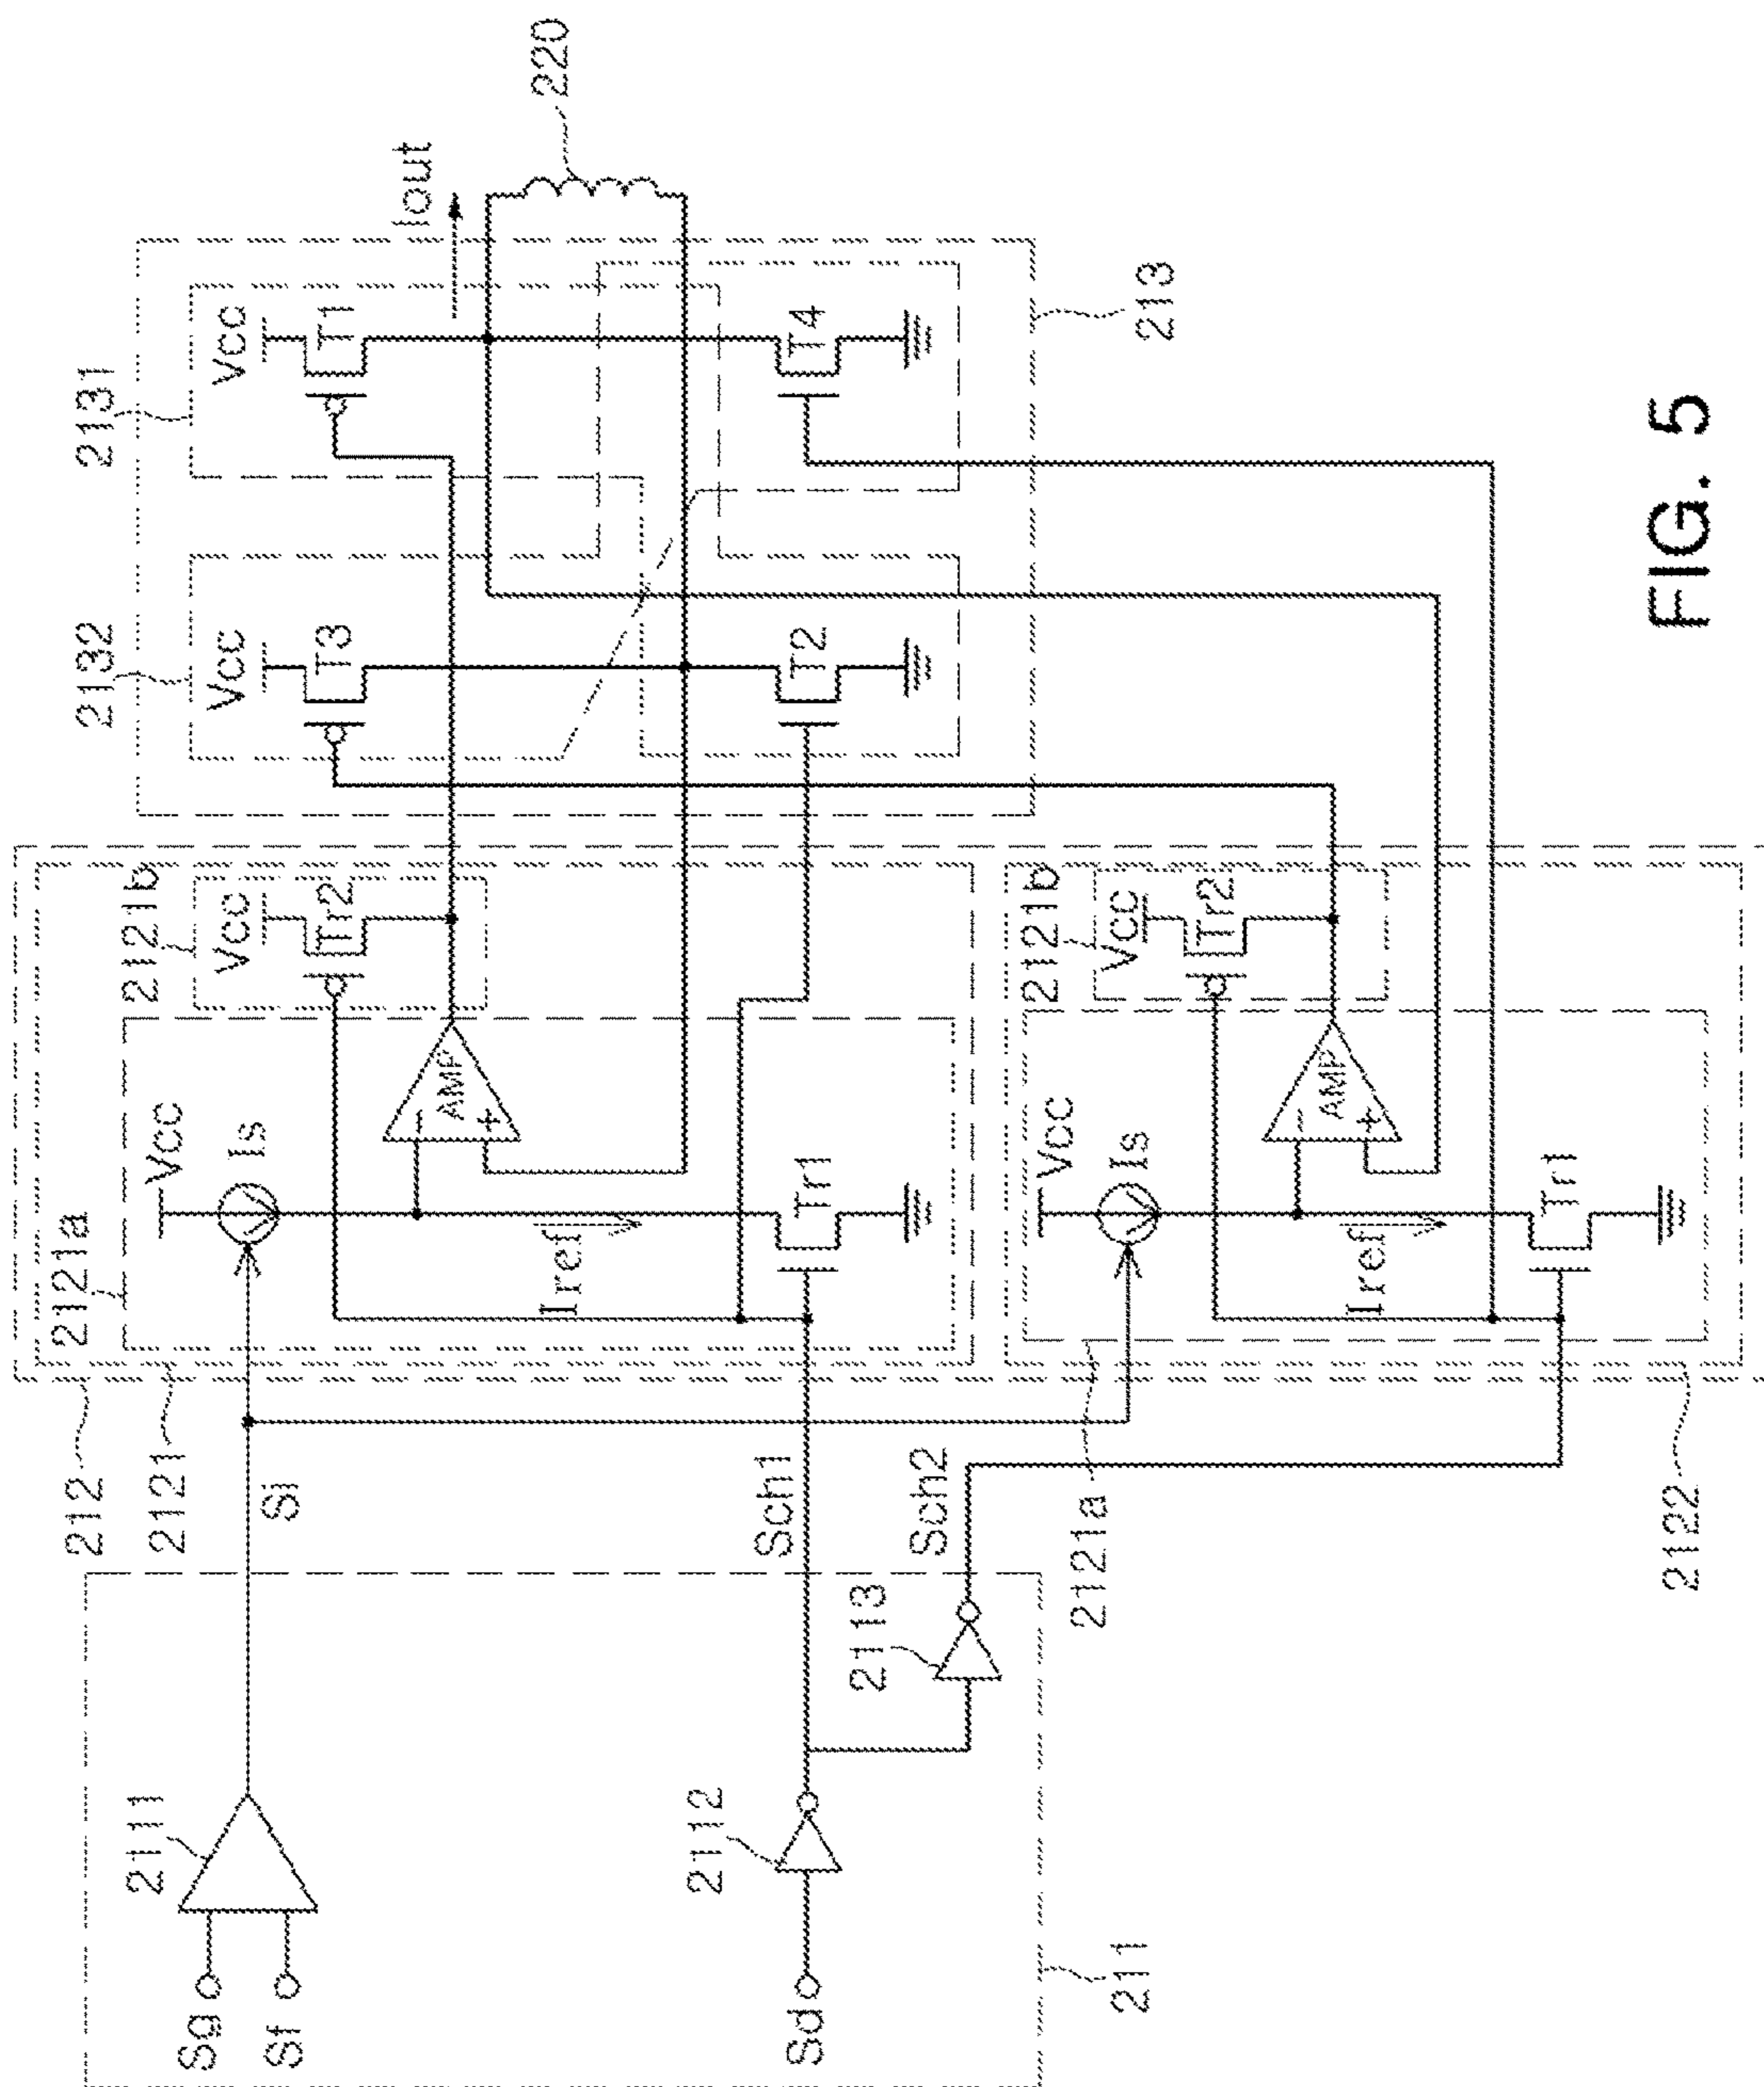 Sg
Sf
Sd
2111
2112
2113
211
Si
Sch1
Sch2
212
2121
2121a
Vcc
Is
Iref
Tr1
AMP
-
+
2121b
Vcc
Tr2
2122
2121a
Vcc
Is
Iref
Tr1
AMP
-
+
2121b
Vcc
Tr2
2132
Vcc
T3
T2
2131
Vcc
T1
T4
213
Iout
220
FIG. 5